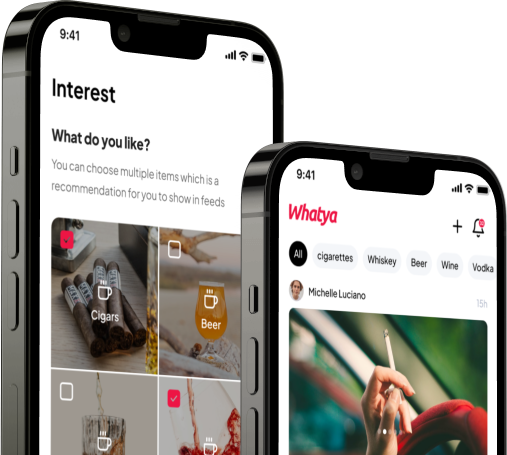 9:41
Interest
What do you like?
You can choose multiple items which is a
recommendation for you to show in feeds
Cigars
Beer
9:41
Whatya
All cigarettes Whiskey Beer Wine Vodka
Michelle Luciano
15h